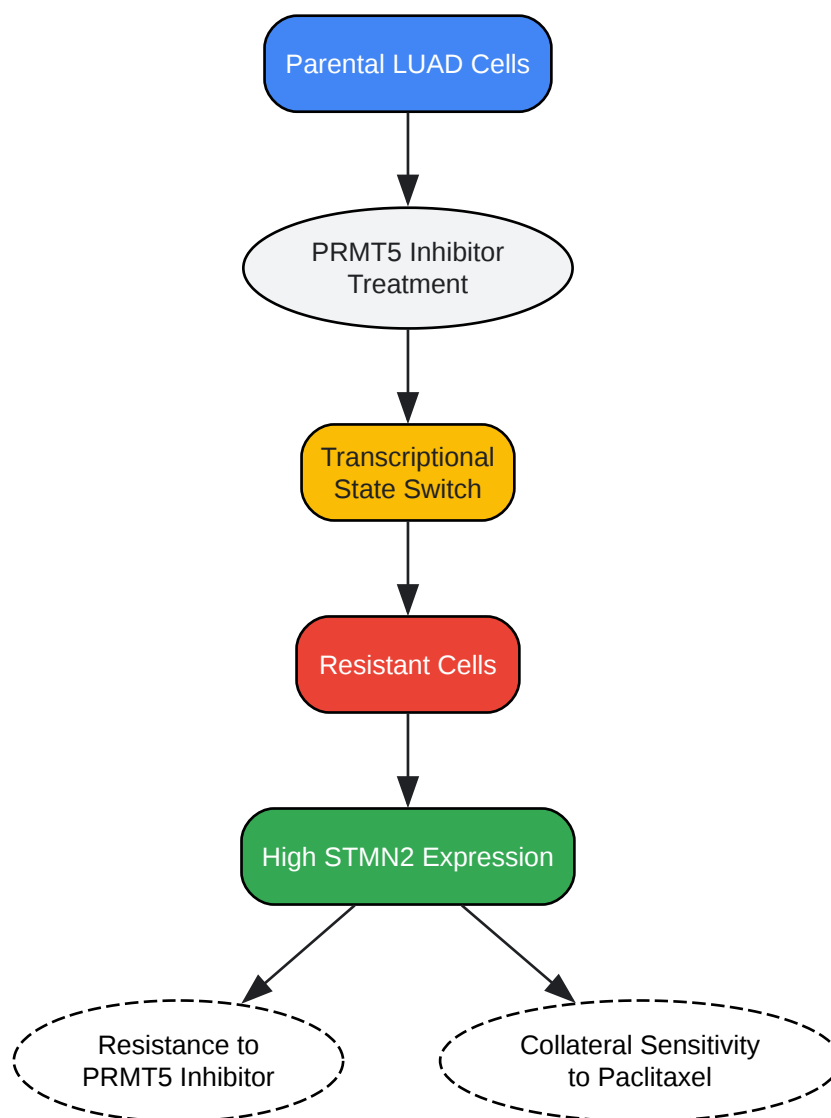 Parental LUAD Cells
PRMT5 Inhibitor
Treatment
Transcriptional
State Switch
Resistant Cells
High STMN2 Expression
Resistance to
PRMT5 Inhibitor
Collateral Sensitivity
to Paclitaxel